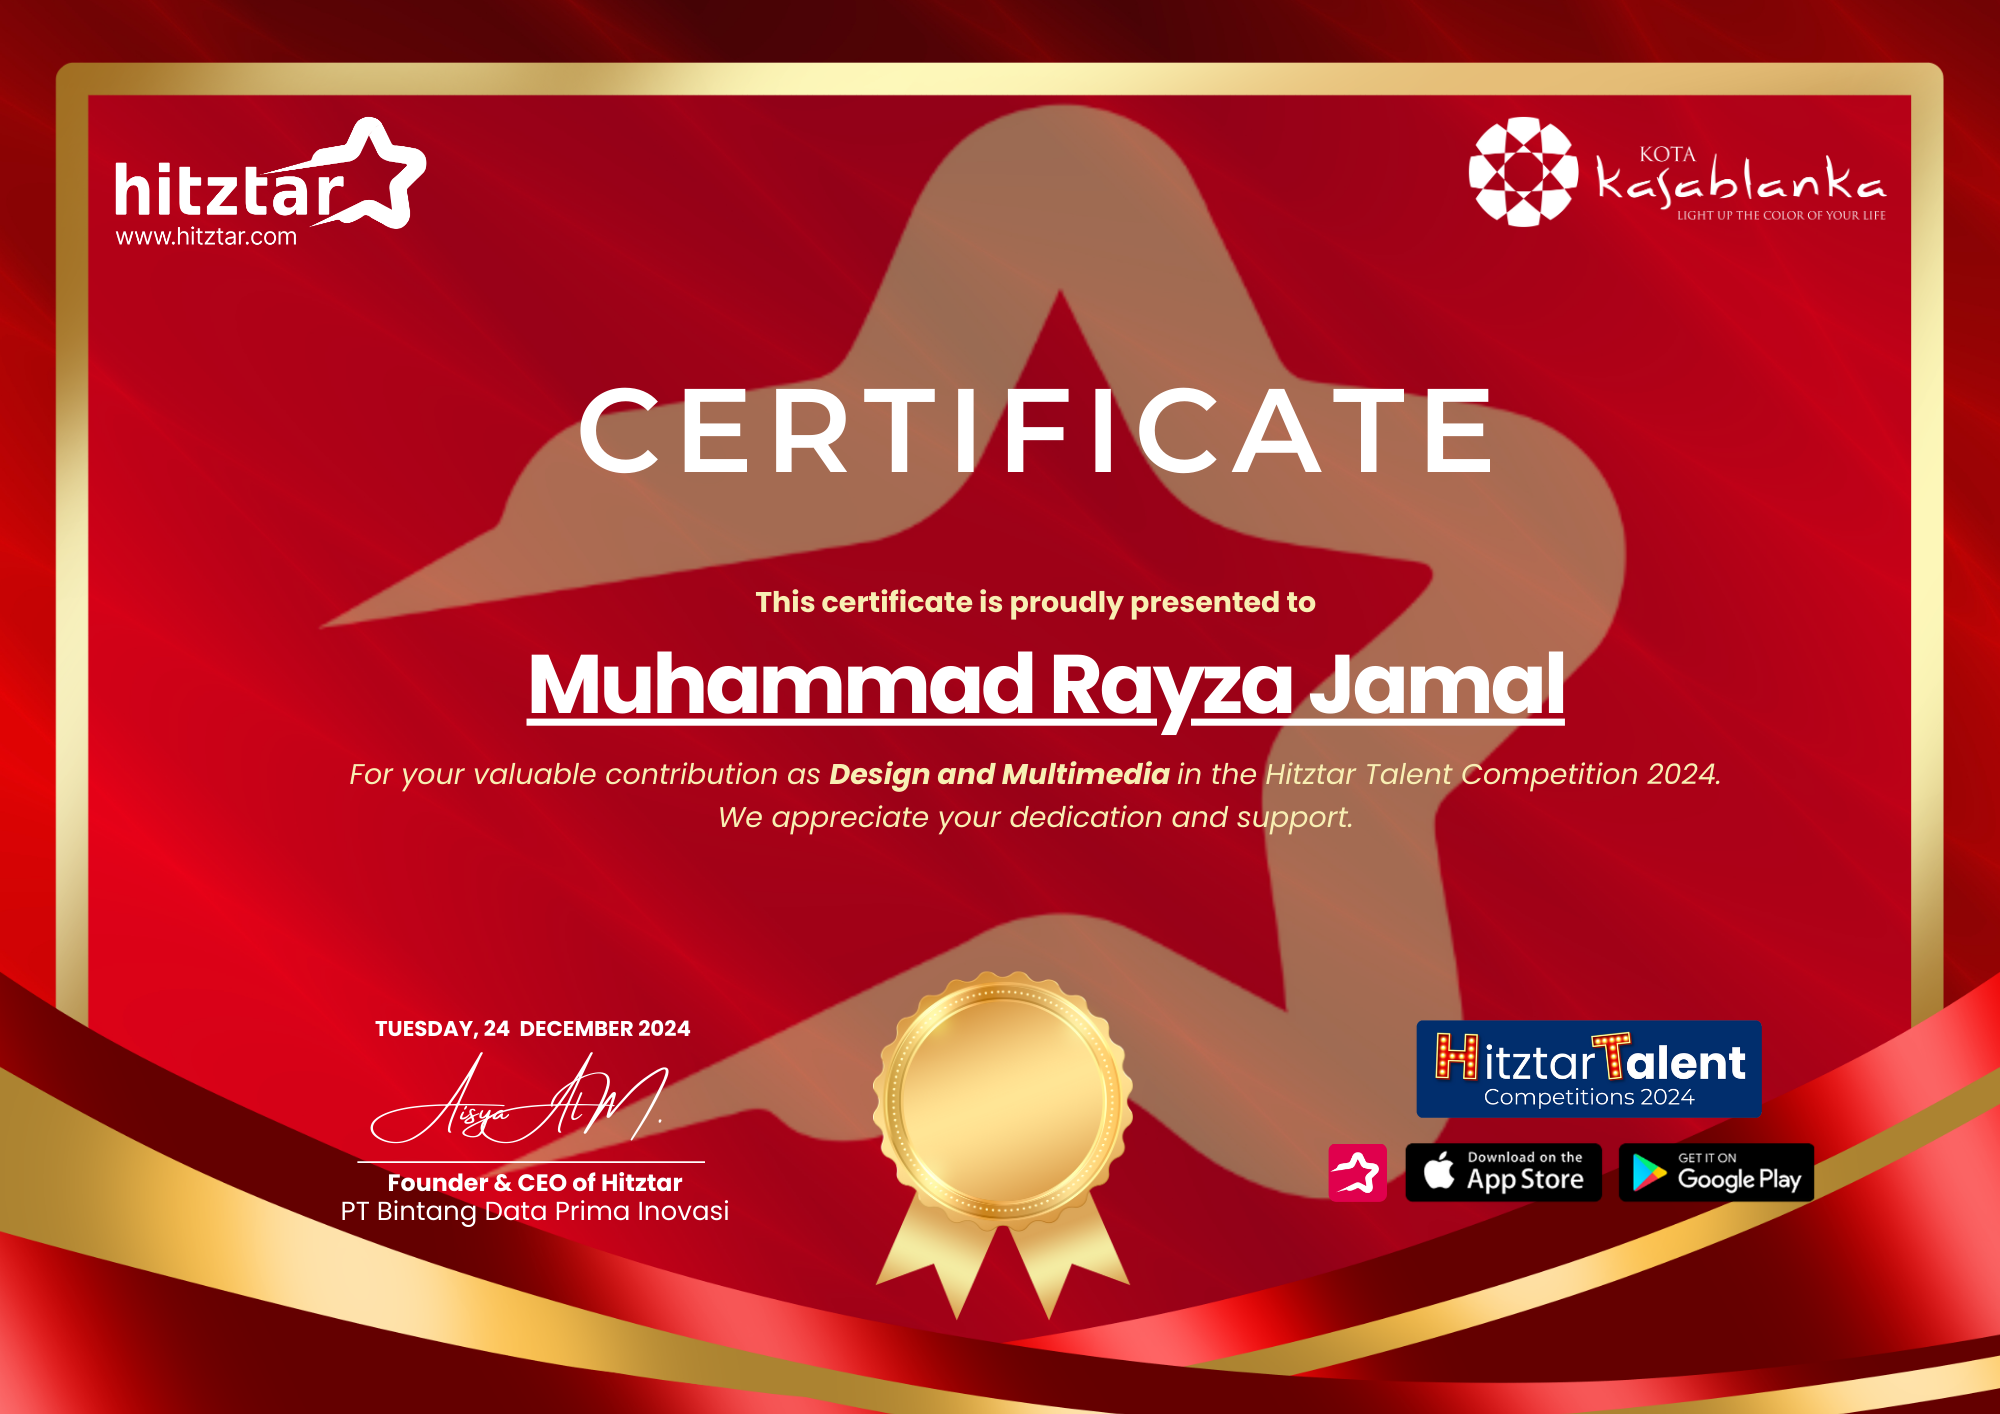 hitztar
www.hitztar.com
KOTA
kasablanka
LIGHT UP THE COLOR OF YOUR LIFE
CERTIFICATE
This certificate is proudly presented to
Muhammad Rayza Jamal
For your valuable contribution as Design and Multimedia in the Hitztar Talent Competition 2024.
We appreciate your dedication and support.
TUESDAY, 24 DECEMBER 2024
Aisya Al M.
Founder & CEO of Hitztar
PT Bintang Data Prima Inovasi
Hitztar Talent
Competitions 2024
Download on the
App Store
GET IT ON
Google Play